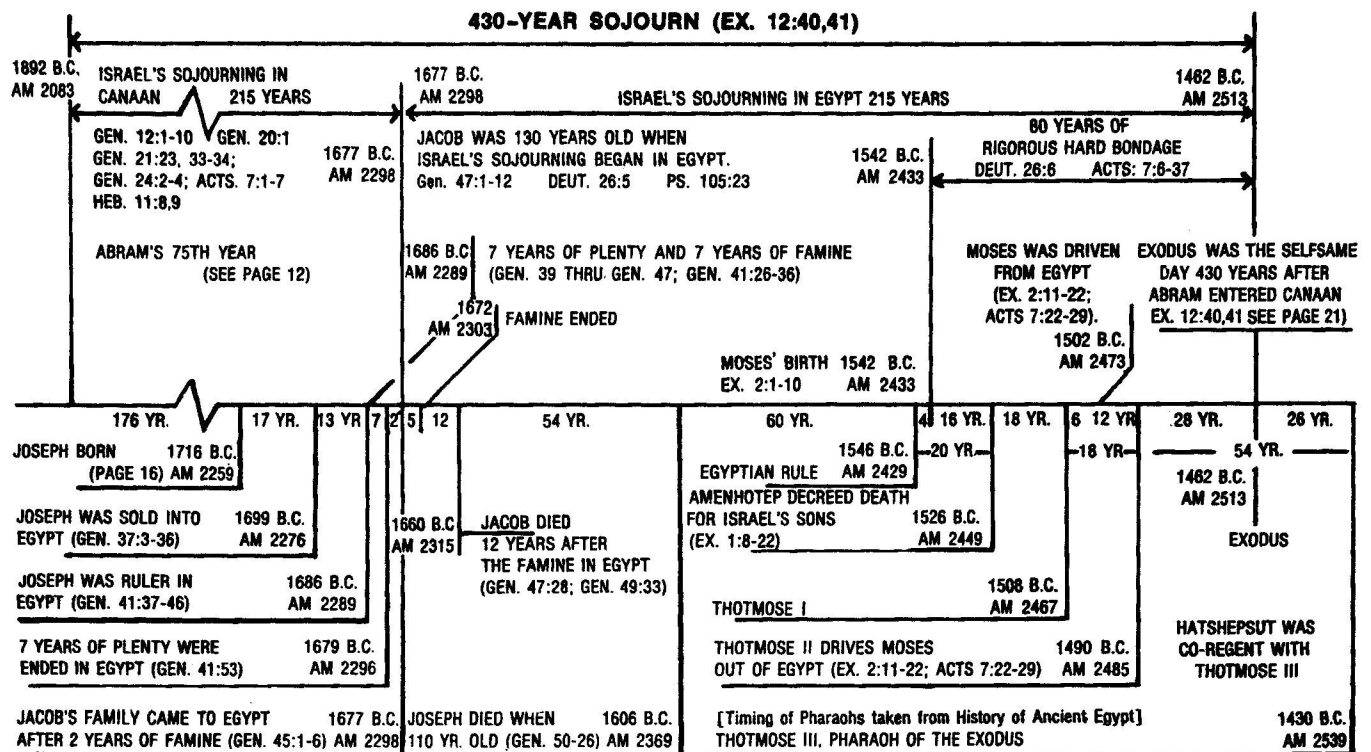 430-YEAR SOJOURN (EX. 12:40,41)
1892 B.C.
AM 2083
ISRAEL'S SOJOURNING IN
CANAAN 215 YEARS
1677 B.C.
AM 2298
ISRAEL'S SOJOURNING IN EGYPT 215 YEARS
1462 B.C.
AM 2513
GEN. 12:1-10 GEN. 20:1
GEN. 21:23, 33-34;
GEN. 24:2-4; ACTS. 7:1-7
HEB. 11:8,9
1677 B.C.
AM 2298
JACOB WAS 130 YEARS OLD WHEN
ISRAEL'S SOJOURNING BEGAN IN EGYPT.
Gen. 47:1-12 DEUT. 26:5 PS. 105:23
1542 B.C.
AM 2433
80 YEARS OF
RIGOROUS HARD BONDAGE
DEUT. 26:6 ACTS: 7:6-37
ABRAM'S 75TH YEAR
(SEE PAGE 12)
1686 B.C.
AM 2289
7 YEARS OF PLENTY AND 7 YEARS OF FAMINE
(GEN. 39 THRU GEN. 47; GEN. 41:26-36)
1672
AM 2303
FAMINE ENDED
MOSES WAS DRIVEN
FROM EGYPT
(EX. 2:11-22;
ACTS 7:22-29).
1502 B.C.
AM 2473
EXODUS WAS THE SELFSAME
DAY 430 YEARS AFTER
ABRAM ENTERED CANAAN
EX. 12:40,41 SEE PAGE 21)
MOSES' BIRTH 1542 B.C.
EX. 2:1-10 AM 2433
176 YR. 17 YR. 13 YR 7 2 5 12 54 YR. 60 YR. 4 16 YR. 18 YR. 6 12 YR 28 YR. 26 YR.
20 YR. 18 YR 54 YR.
JOSEPH BORN 1716 B.C.
(PAGE 16) AM 2259
JOSEPH WAS SOLD INTO 1699 B.C.
EGYPT (GEN. 37:3-36) AM 2276
JOSEPH WAS RULER IN 1686 B.C.
EGYPT (GEN. 41:37-46) AM 2289
7 YEARS OF PLENTY WERE 1679 B.C.
ENDED IN EGYPT (GEN. 41:53) AM 2296
JACOB'S FAMILY CAME TO EGYPT 1677 B.C.
AFTER 2 YEARS OF FAMINE (GEN. 45:1-6) AM 2298
1660 B.C
AM 2315
JACOB DIED
12 YEARS AFTER
THE FAMINE IN EGYPT
(GEN. 47:28; GEN. 49:33)
JOSEPH DIED WHEN 1606 B.C.
110 YR. OLD (GEN. 50-26) AM 2369
1546 B.C.
EGYPTIAN RULE AM 2429
AMENHOTEP DECREED DEATH
FOR ISRAEL'S SONS 1526 B.C.
(EX. 1:8-22) AM 2449
1508 B.C.
THOTMOSE I AM 2467
THOTMOSE II DRIVES MOSES 1490 B.C.
OUT OF EGYPT (EX. 2:11-22; ACTS 7:22-29) AM 2485
[Timing of Pharaohs taken from History of Ancient Egypt]
THOTMOSE III, PHARAOH OF THE EXODUS
1462 B.C.
AM 2513
EXODUS
HATSHEPSUT WAS
CO-REGENT WITH
THOTMOSE III
1430 B.C.
AM 2539